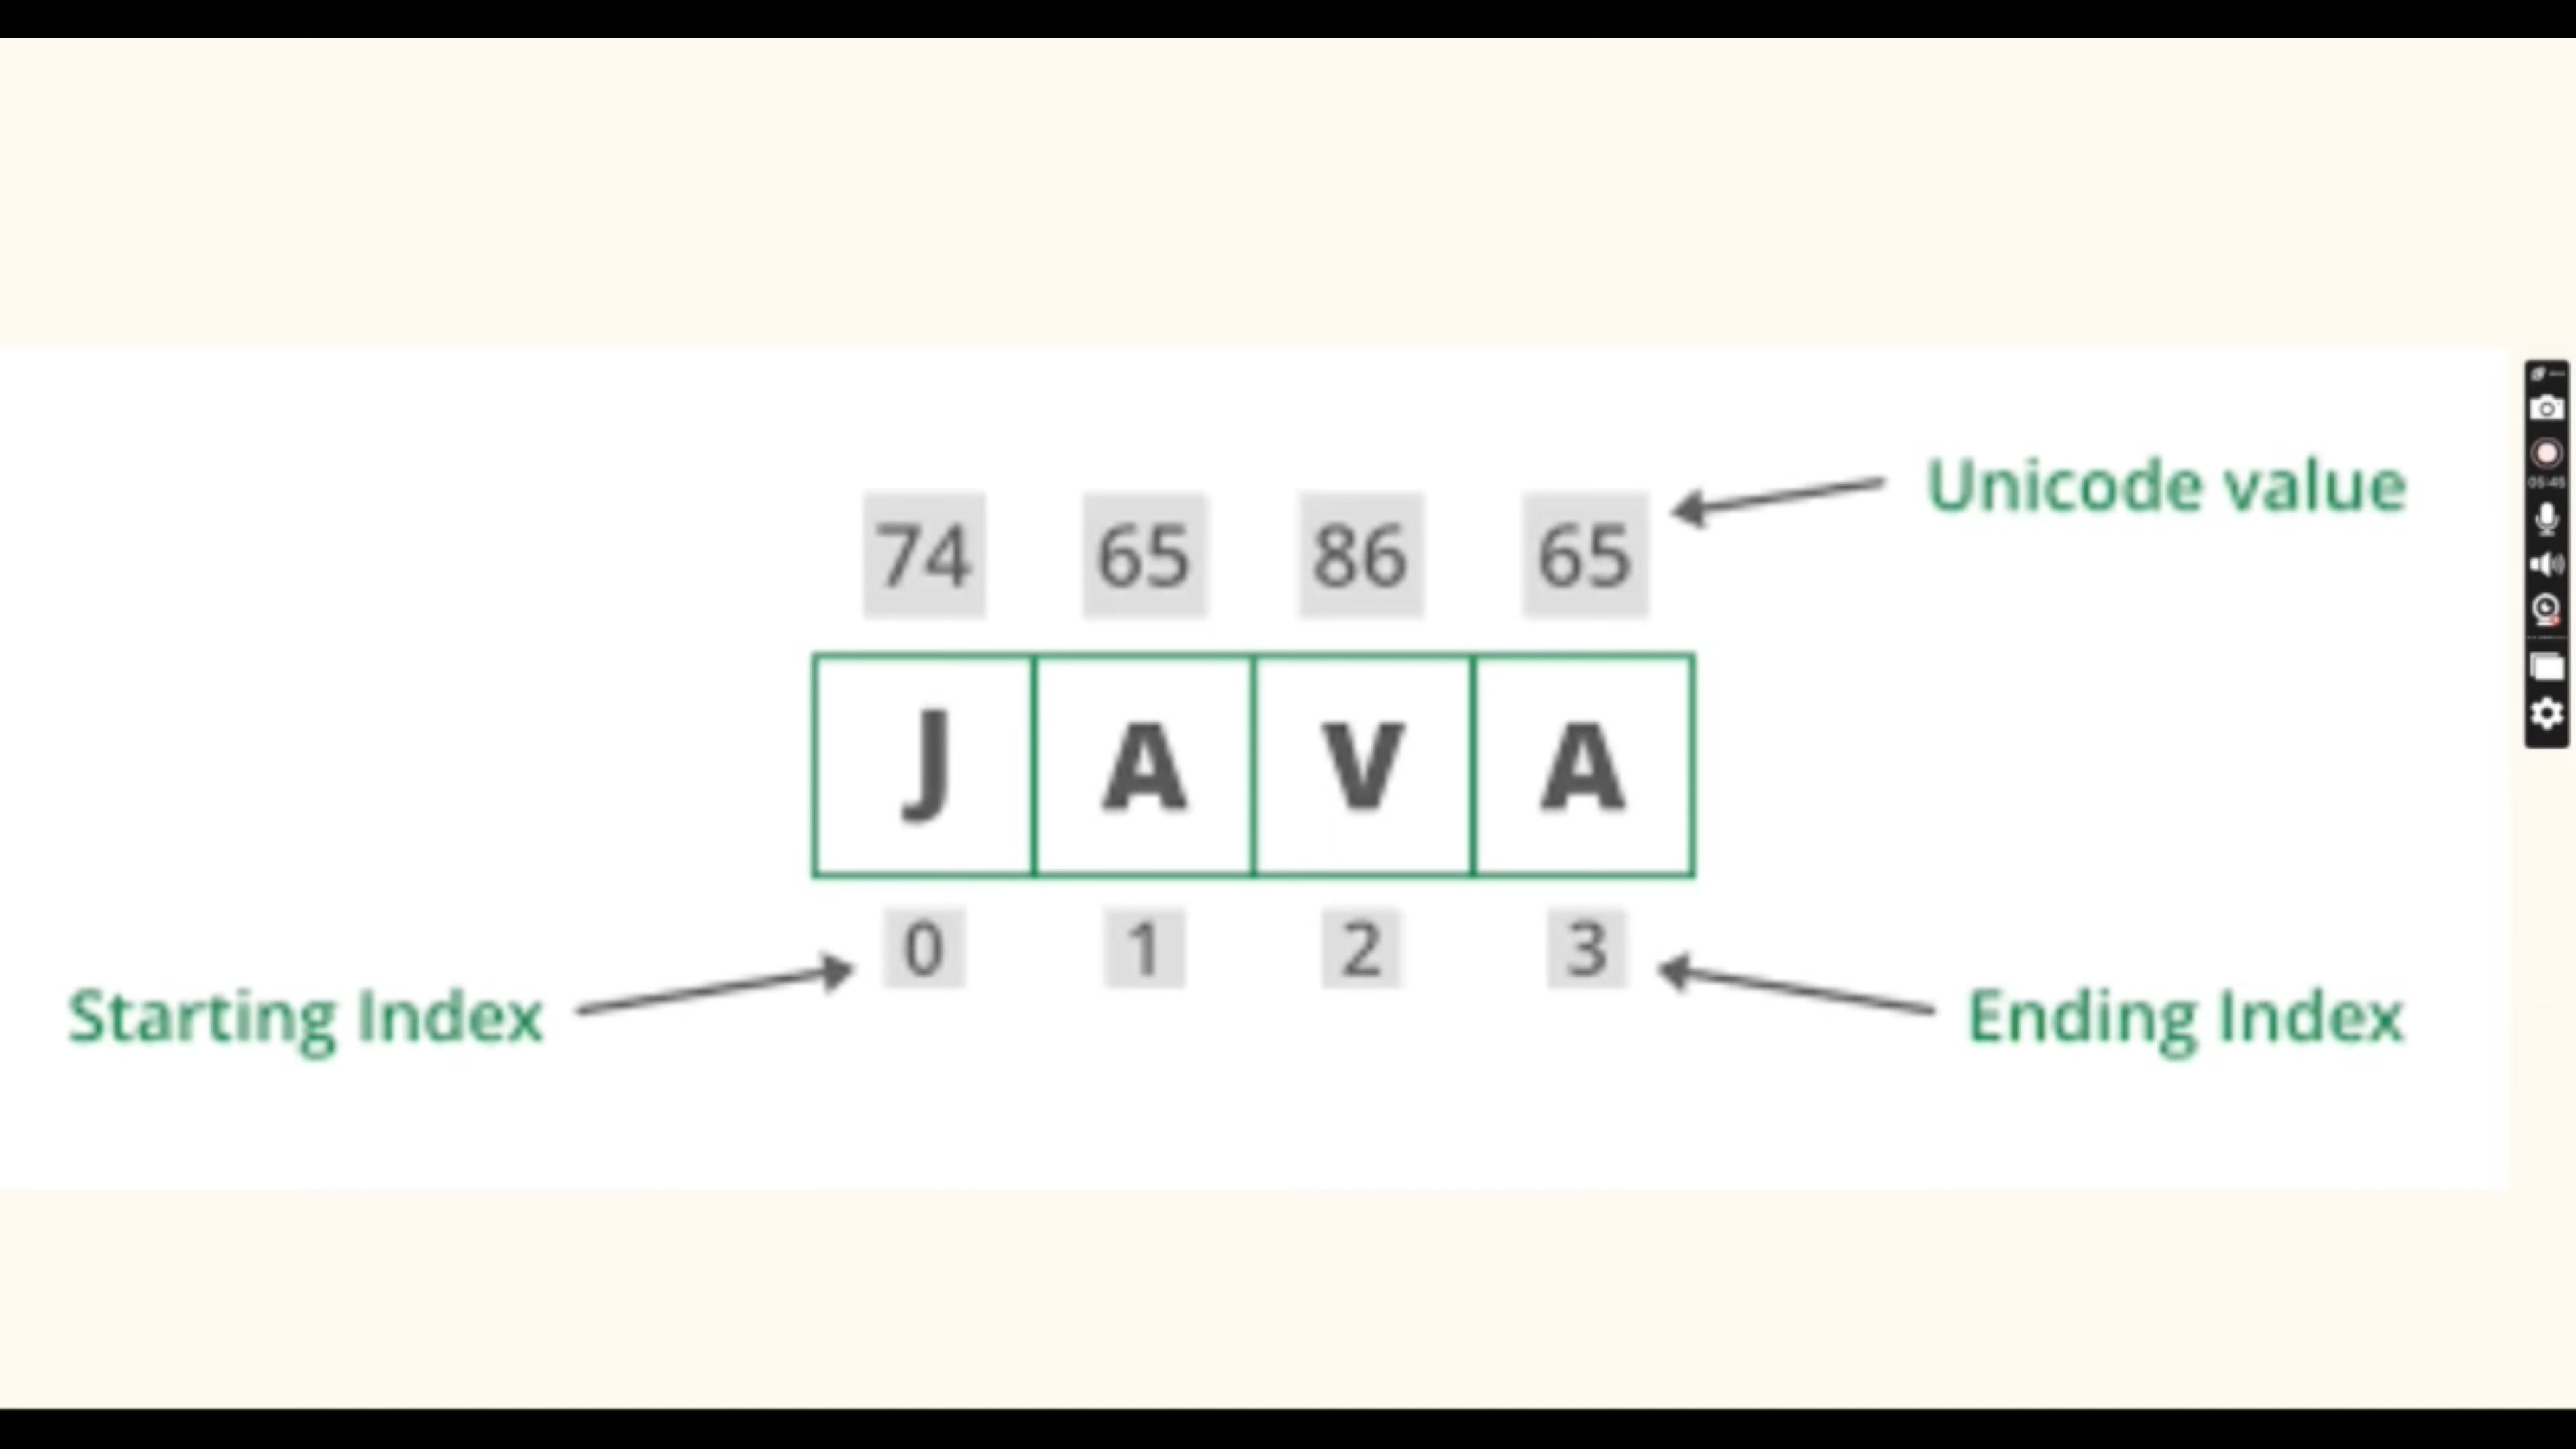 Unicode value
74 65 86 65
J A V A
0 1 2 3
Starting Index
Ending Index